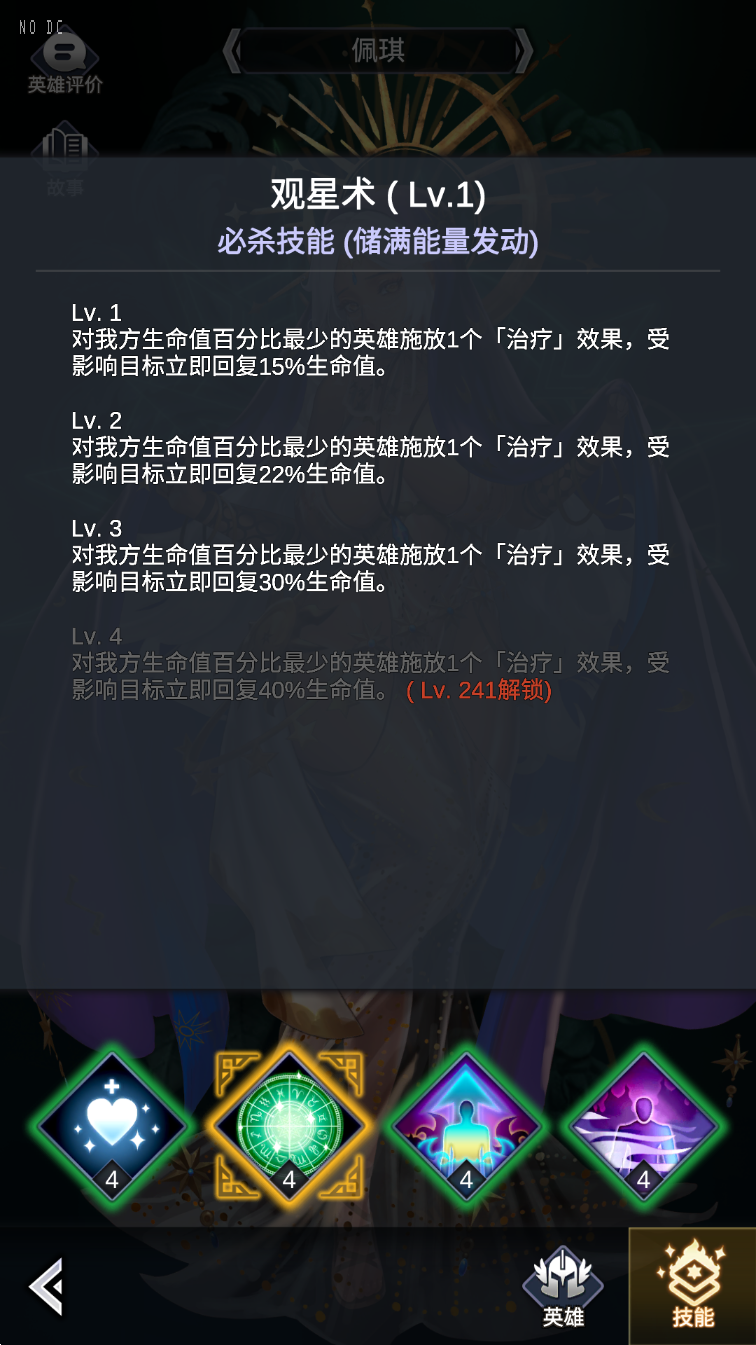 NO DC
佩琪
英雄评价
故事
观星术 ( Lv.1)
必杀技能 (储满能量发动)
Lv. 1
对我方生命值百分比最少的英雄施放1个「治疗」效果，受
影响目标立即回复15%生命值。
Lv. 2
对我方生命值百分比最少的英雄施放1个「治疗」效果，受
影响目标立即回复22%生命值。
Lv. 3
对我方生命值百分比最少的英雄施放1个「治疗」效果，受
影响目标立即回复30%生命值。
Lv. 4
对我方生命值百分比最少的英雄施放1个「治疗」效果，受
影响目标立即回复40%生命值。 ( Lv. 241解锁)
4
4
4
4
英雄
技能